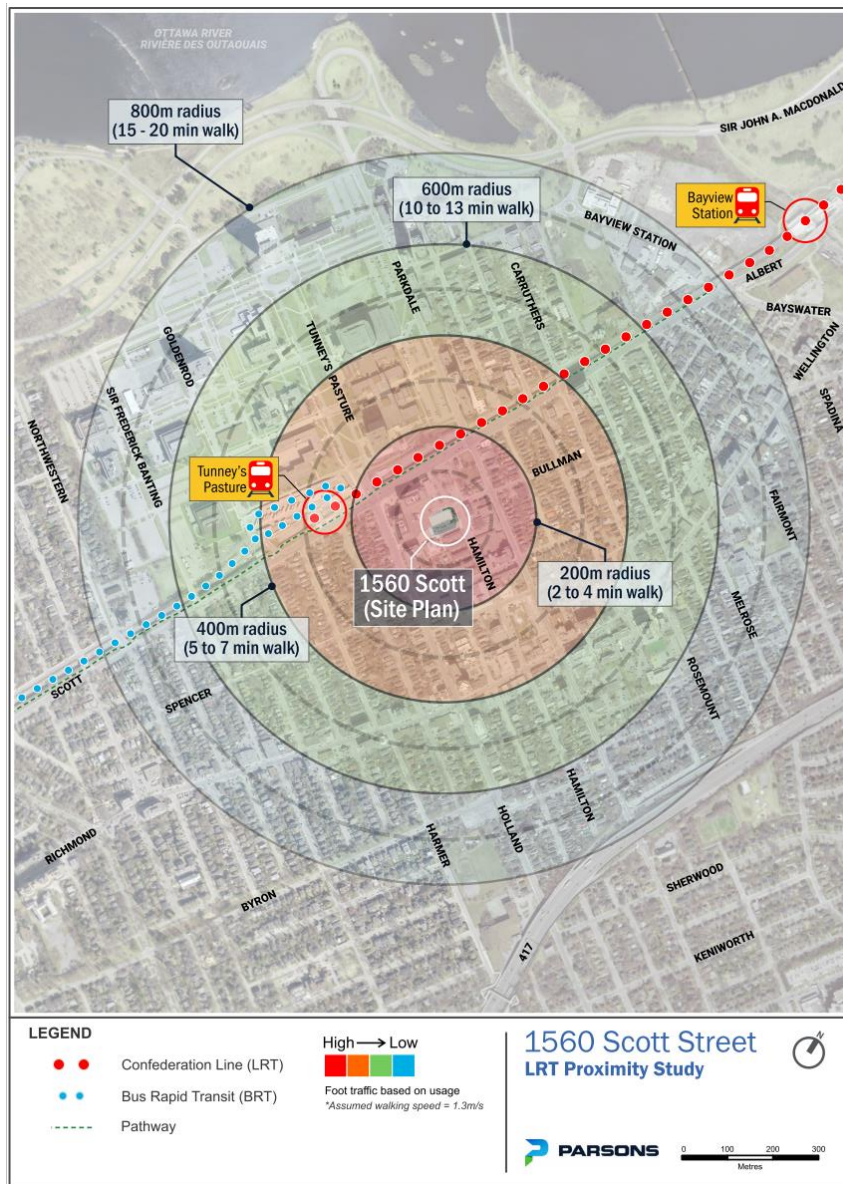 OTTAWA RIVER
RIVIÈRE DES OUTAOUAIS
800m radius
(15 - 20 min walk)
SIR JOHN A. MACDONALD
600m radius
(10 to 13 min walk)
Bayview
Station
BAYVIEW STATION
PARKDALE
CARRUTHERS
ALBERT
BAYSWATER
WELLINGTON
SPADINA
GOLDENROD
TUNNEY'S PASTURE
SIR FREDERICK BANTING
NORTHWESTERN
Tunney's
Pasture
BULLMAN
FAIRMONT
HAMILTON
1560 Scott
(Site Plan)
200m radius
(2 to 4 min walk)
400m radius
(5 to 7 min walk)
MELROSE
ROSEMOUNT
SCOTT
SPENCER
HAMILTON
HOLLAND
HARMER
RICHMOND
BYRON
SHERWOOD
KENIWORTH
417
LEGEND
Confederation Line (LRT)
Bus Rapid Transit (BRT)
Pathway
High Low
Foot traffic based on usage
*Assumed walking speed = 1.3m/s
1560 Scott Street
LRT Proximity Study
N
PARSONS
0 100 200 300
Metres